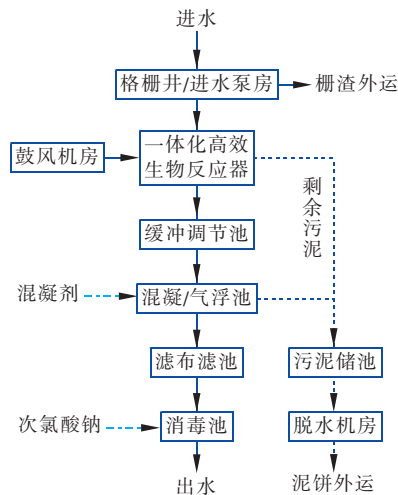 进水
格栅井/进水泵房
栅渣外运
鼓风机房
一体化高效
生物反应器
剩余污泥
缓冲调节池
混凝剂
混凝/气浮池
滤布滤池
污泥储池
次氯酸钠
消毒池
脱水机房
出水
泥饼外运